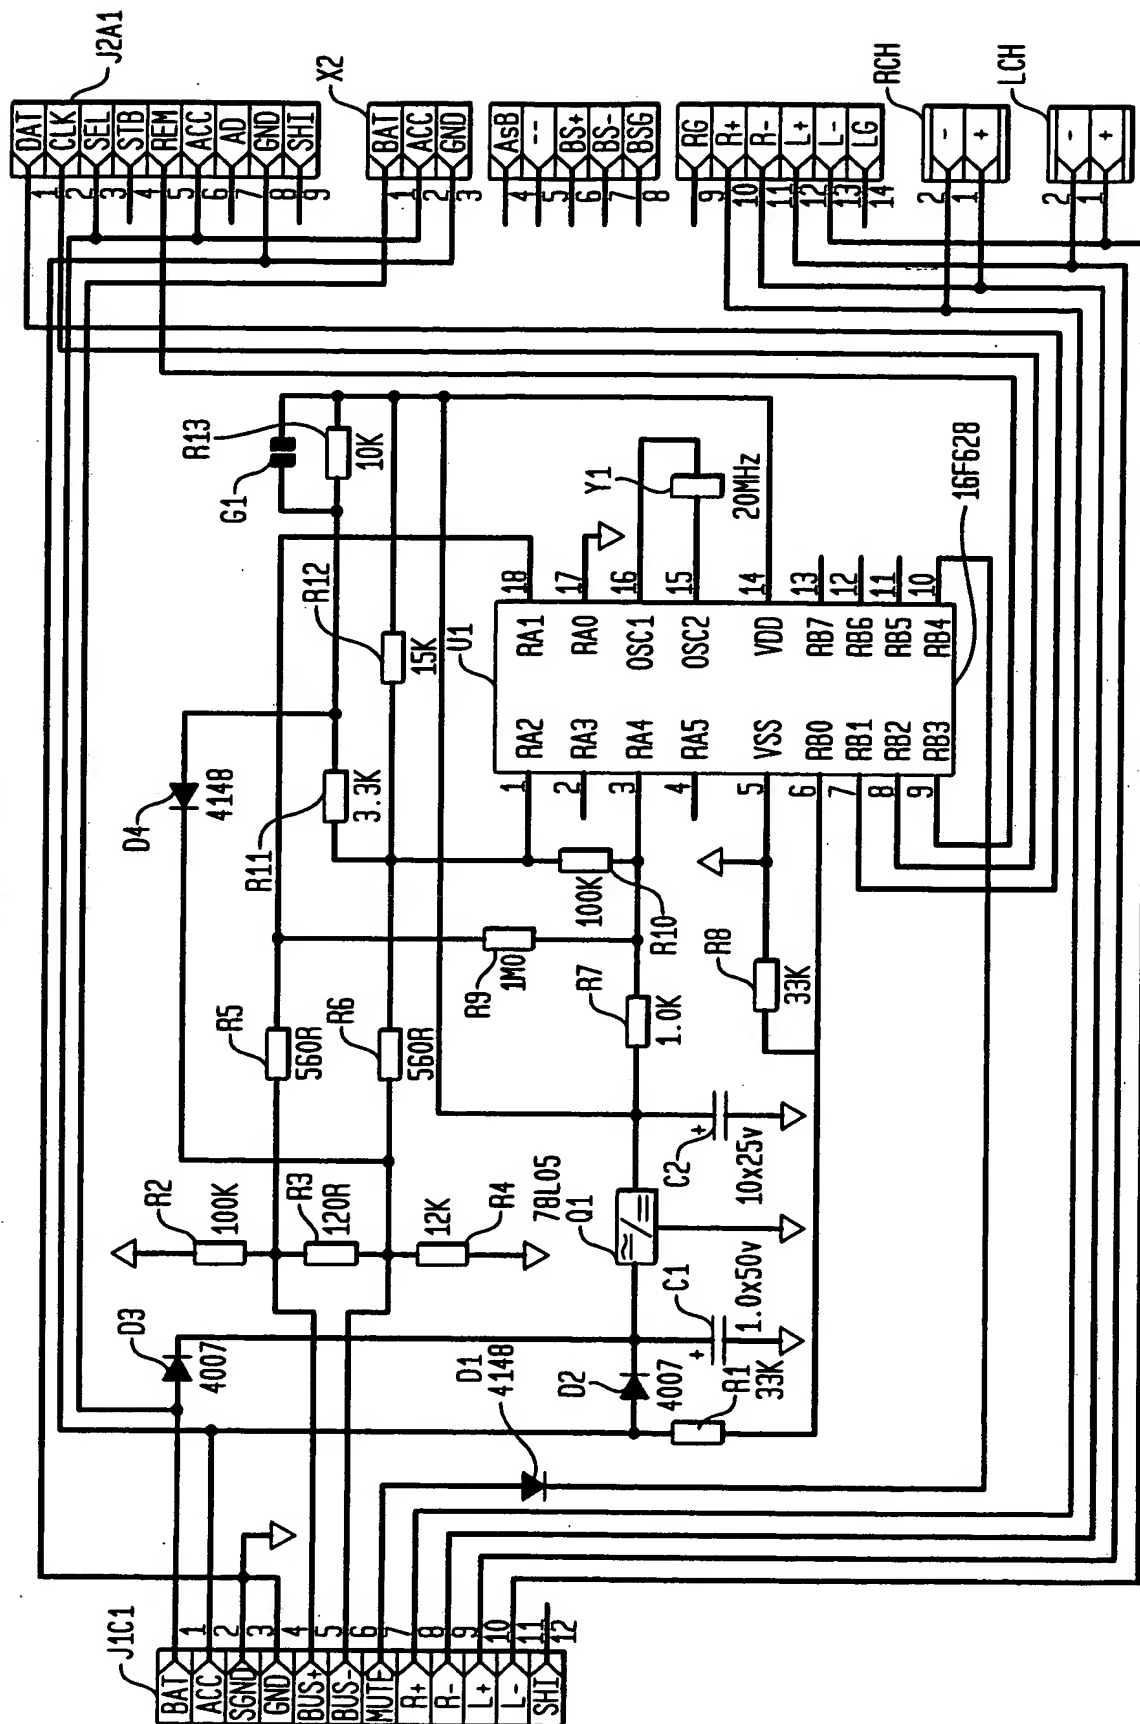 J1C1
BAT
ACC
SGND
GND
BUS+
BUS-
MUTE
R+
R-
L+
L-
SHI
1
2
3
4
5
6
7
8
9
10
11
12
D3
4007
R2
100K
R3
120R
12K
R4
D1
4148
D2
4007
R1
33K
C1
1.0x50v
78L05
Q1
C2
10x25v
R5
560R
R6
560R
R7
1.0K
R8
33K
R9
1M0
R10
100K
D4
4148
R11
3.3K
R12
15K
R13
10K
G1
U1
RA2
RA3
RA4
RA5
VSS
RB0
RB1
RB2
RB3
1
2
3
4
5
6
7
8
9
RA1
RA0
OSC1
OSC2
VDD
RB7
RB6
RB5
RB4
18
17
16
15
14
13
12
11
10
Y1
20MHz
16F628
J2A1
DAT
CLK
SEL
STB
REM
ACC
AD
GND
SHI
1
2
3
4
5
6
7
8
9
X2
BAT
ACC
GND
1
2
3
AsB
--
BS+
BS-
BSG
4
5
6
7
8
RG
R+
R-
L+
L-
LG
9
10
11
12
13
14
RCH
-
+
2
1
LCH
-
+
2
1